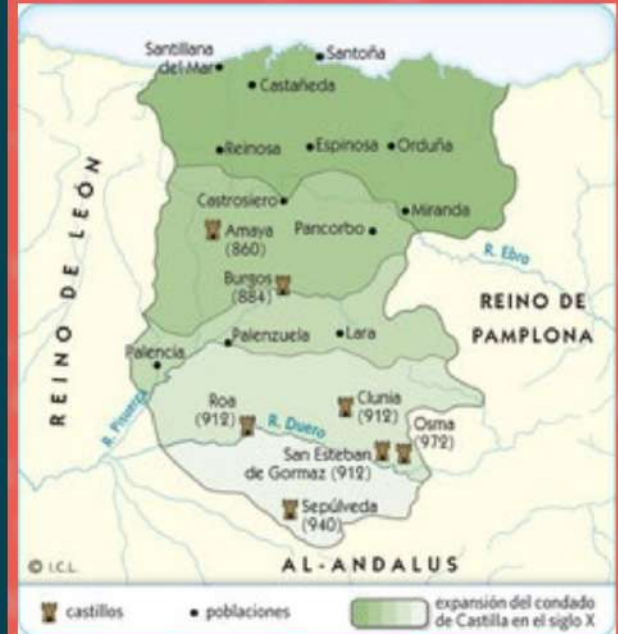 Santillana
del Mar
Santoña
Castañeda
Reinosa
Espinosa
Orduña
REINO DE LEÓN
Castrosiero
Miranda
Amaya
(860)
Pancorbo
R. Ebro
Burgos
(884)
REINO DE
PAMPLONA
Palenzuela
Lara
Palencia
R. Pisuerga
Roa
(912)
Clunia
(912)
R. Duero
Osma
(972)
San Esteban
de Gormaz (912)
Sepúlveda
(940)
© I.C.L.
AL-ANDALUS
castillos
poblaciones
expansión del condado
de Castilla en el siglo X